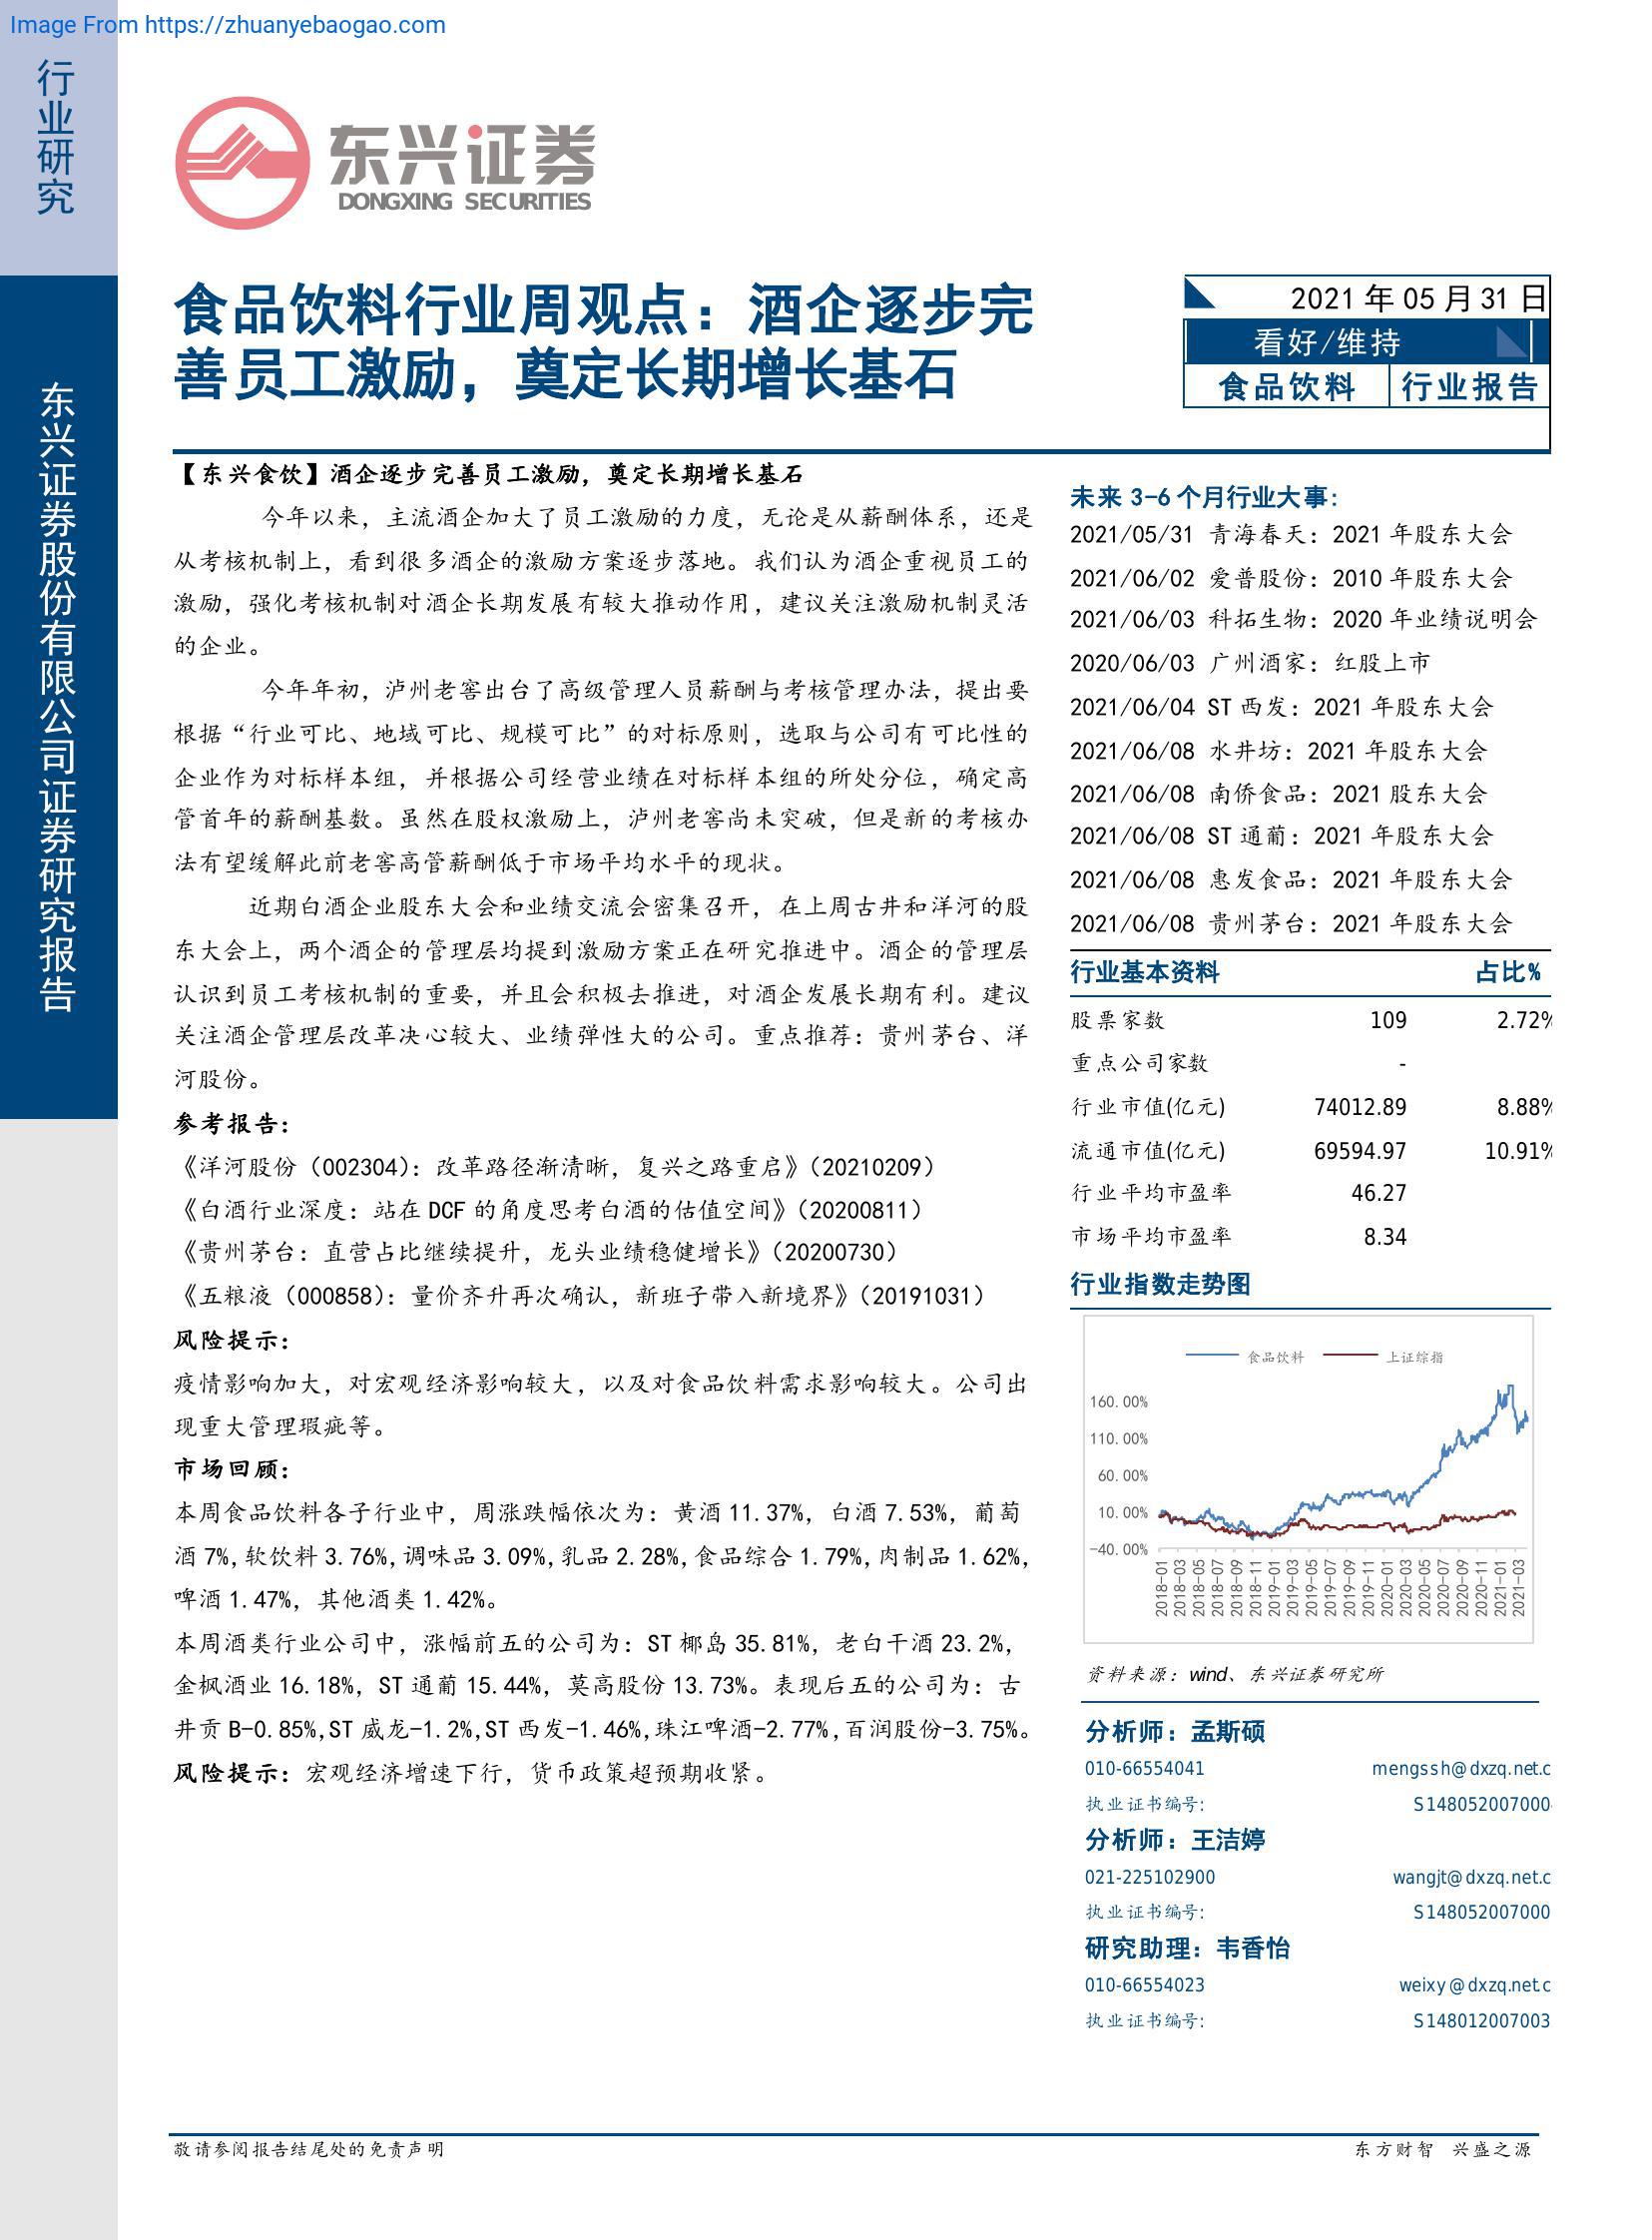 Image From https://zhuanyebaogao.com
行业研究
东兴证券股份有限公司证券研究报告
东兴证券
DONGXING SECURITIES
食品饮料行业周观点：酒企逐步完
善员工激励，奠定长期增长基石
2021 年 05 月 31 日
看好/维持
食品饮料 行业报告
【东兴食饮】酒企逐步完善员工激励，奠定长期增长基石
今年以来，主流酒企加大了员工激励的力度，无论是从薪酬体系，还是
从考核机制上，看到很多酒企的激励方案逐步落地。我们认为酒企重视员工的
激励，强化考核机制对酒企长期发展有较大推动作用，建议关注激励机制灵活
的企业。
今年年初，泸州老窖出台了高级管理人员薪酬与考核管理办法，提出要
根据“行业可比、地域可比、规模可比”的对标原则，选取与公司有可比性的
企业作为对标样本组，并根据公司经营业绩在对标样本组的所处分位，确定高
管首年的薪酬基数。虽然在股权激励上，泸州老窖尚未突破，但是新的考核办
法有望缓解此前老窖高管薪酬低于市场平均水平的现状。
近期白酒企业股东大会和业绩交流会密集召开，在上周古井和洋河的股
东大会上，两个酒企的管理层均提到激励方案正在研究推进中。酒企的管理层
认识到员工考核机制的重要，并且会积极去推进，对酒企发展长期有利。建议
关注酒企管理层改革决心较大、业绩弹性大的公司。重点推荐：贵州茅台、洋
河股份。
参考报告：
《洋河股份（002304）：改革路径渐清晰，复兴之路重启》（20210209）
《白酒行业深度：站在 DCF 的角度思考白酒的估值空间》（20200811）
《贵州茅台：直营占比继续提升，龙头业绩稳健增长》（20200730）
《五粮液（000858）：量价齐升再次确认，新班子带入新境界》（20191031）
风险提示：
疫情影响加大，对宏观经济影响较大，以及对食品饮料需求影响较大。公司出
现重大管理瑕疵等。
市场回顾：
本周食品饮料各子行业中，周涨跌幅依次为：黄酒 11.37%，白酒 7.53%，葡萄
酒 7%,软饮料 3.76%,调味品 3.09%,乳品 2.28%,食品综合 1.79%,肉制品 1.62%,
啤酒 1.47%，其他酒类 1.42%。
本周酒类行业公司中，涨幅前五的公司为：ST 椰岛 35.81%，老白干酒 23.2%，
金枫酒业 16.18%，ST 通葡 15.44%，莫高股份 13.73%。表现后五的公司为：古
井贡 B-0.85%,ST 威龙-1.2%,ST 西发-1.46%,珠江啤酒-2.77%,百润股份-3.75%。
风险提示：宏观经济增速下行，货币政策超预期收紧。
未来 3-6 个月行业大事:
2021/05/31 青海春天：2021 年股东大会
2021/06/02 爱普股份：2010 年股东大会
2021/06/03 科拓生物：2020 年业绩说明会
2020/06/03 广州酒家：红股上市
2021/06/04 ST 西发：2021 年股东大会
2021/06/08 水井坊：2021 年股东大会
2021/06/08 南侨食品：2021 股东大会
2021/06/08 ST 通葡：2021 年股东大会
2021/06/08 惠发食品：2021 年股东大会
2021/06/08 贵州茅台：2021 年股东大会
行业基本资料 占比%
股票家数 109 2.72%
重点公司家数 -
行业市值(亿元) 74012.89 8.88%
流通市值(亿元) 69594.97 10.91%
行业平均市盈率 46.27
市场平均市盈率 8.34
行业指数走势图
食品饮料 上证综指
160.00%
110.00%
60.00%
10.00%
-40.00%
2018-01 2018-03 2018-05 2018-07 2018-09 2018-11 2019-01 2019-03 2019-05 2019-07 2019-09 2019-11 2020-01 2020-03 2020-05 2020-07 2020-09 2020-11 2021-01 2021-03
资料来源：wind、东兴证券研究所
分析师：孟斯硕
010-66554041 mengssh@dxzq.net.c
执业证书编号: S148052007000
分析师：王洁婷
021-225102900 wangjt@dxzq.net.c
执业证书编号: S148052007000
研究助理：韦香怡
010-66554023 weixy@dxzq.net.c
执业证书编号: S148012007003
敬请参阅报告结尾处的免责声明
东方财智 兴盛之源